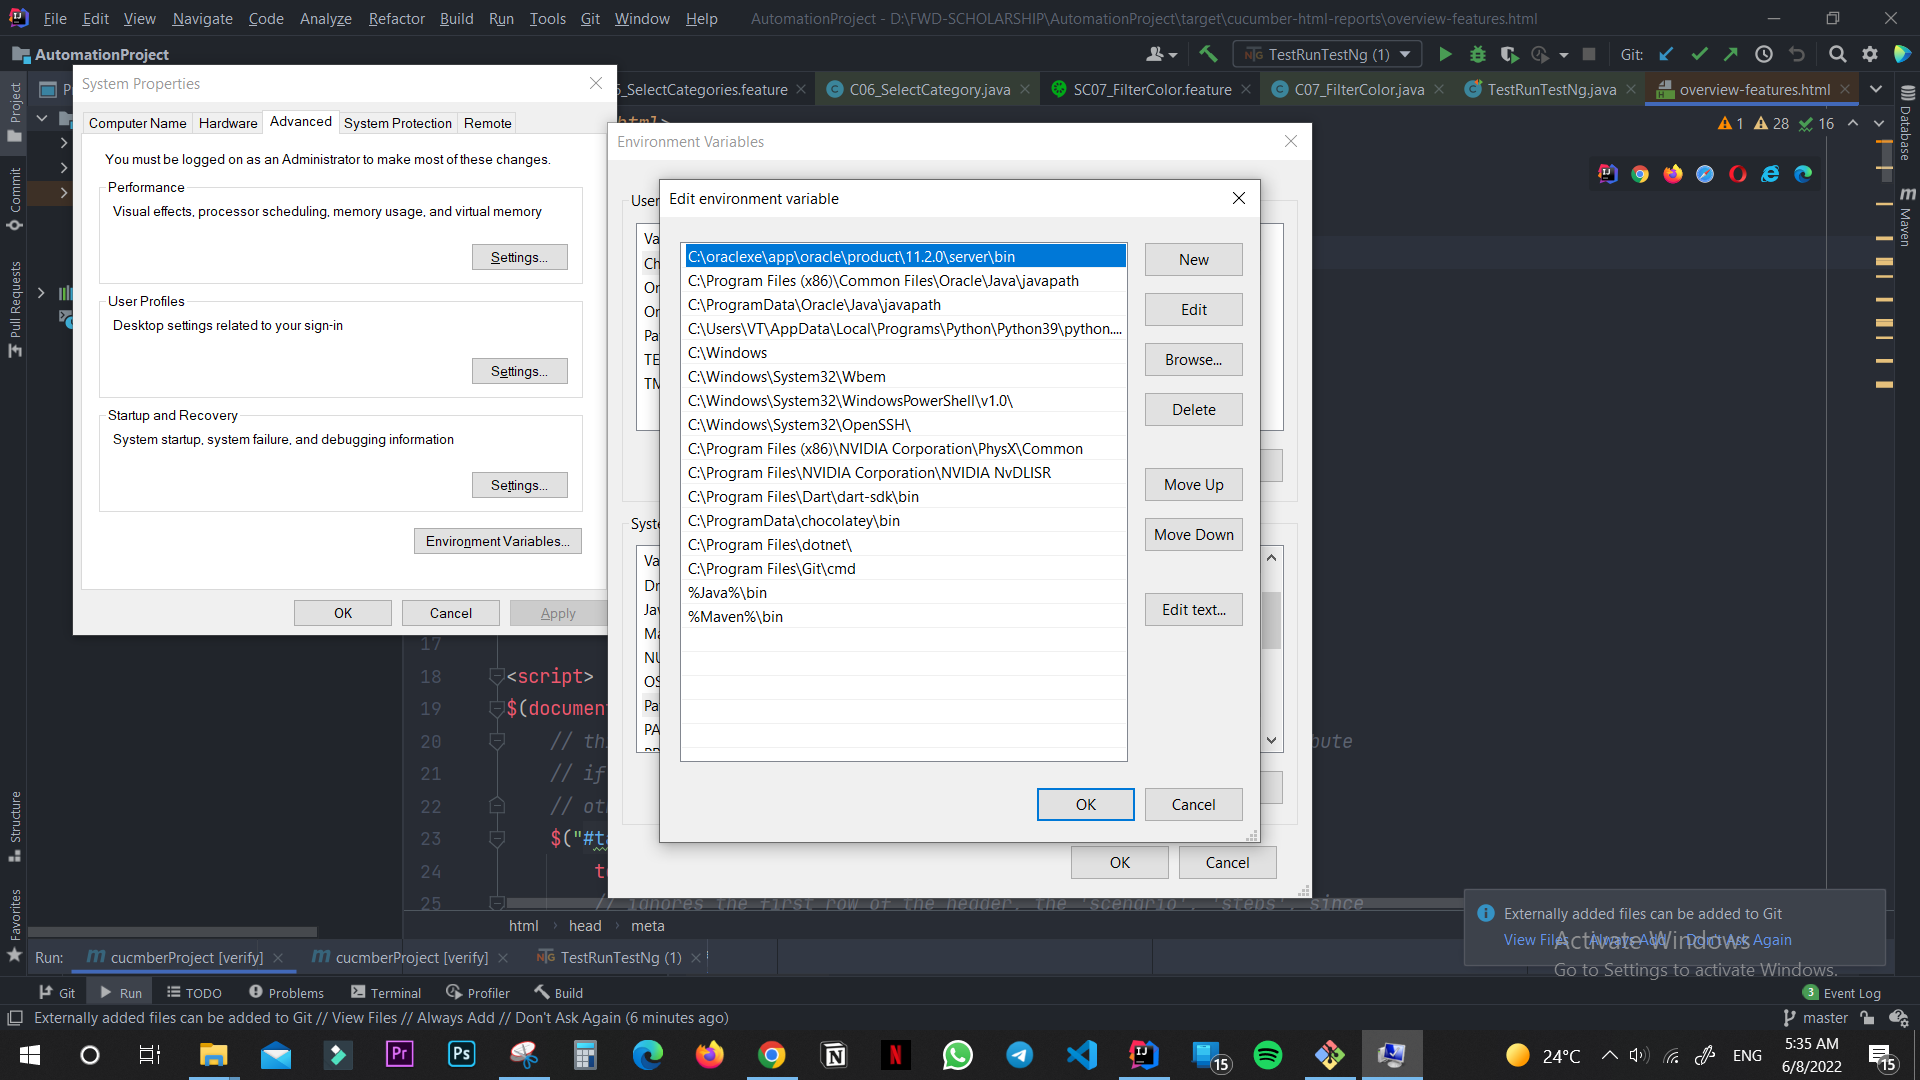 File Edit View Navigate Code Analyze Refactor Build Run Tools Git Window Help AutomationProject - D:\FWD-SCHOLARSHIP\AutomationProject\target\cucumber-html-reports\overview-features.html
AutomationProject
TestRunTestNg (1)
Git:
_SelectCategories.feature
C06_SelectCategory.java
SC07_FilterColor.feature
C07_FilterColor.java
TestRunTestNg.java
overview-features.html
1 28 16
Project
Commit
Pull Requests
Structure
Favorites
Database
Maven
System Properties
Computer Name
Hardware
Advanced
System Protection
Remote
You must be logged on as an Administrator to make most of these changes.
Performance
Visual effects, processor scheduling, memory usage, and virtual memory
Settings...
User Profiles
Desktop settings related to your sign-in
Settings...
Startup and Recovery
System startup, system failure, and debugging information
Settings...
Environment Variables...
OK
Cancel
Apply
Environment Variables
User
Va
Ch
Or
Or
Pa
TE
TM
Syste
Va
Dr
Ja
Ma
NU
OS
Pa
PA
OK
Cancel
Edit environment variable
C:\oraclexe\app\oracle\product\11.2.0\server\bin
C:\Program Files (x86)\Common Files\Oracle\Java\javapath
C:\ProgramData\Oracle\Java\javapath
C:\Users\VT\AppData\Local\Programs\Python\Python39\python....
C:\Windows
C:\Windows\System32\Wbem
C:\Windows\System32\WindowsPowerShell\v1.0\
C:\Windows\System32\OpenSSH\
C:\Program Files (x86)\NVIDIA Corporation\PhysX\Common
C:\Program Files\NVIDIA Corporation\NVIDIA NvDLISR
C:\Program Files\Dart\dart-sdk\bin
C:\ProgramData\chocolatey\bin
C:\Program Files\dotnet\
C:\Program Files\Git\cmd
%Java%\bin
%Maven%\bin
New
Edit
Browse...
Delete
Move Up
Move Down
Edit text...
OK
Cancel
17
18 <script>
19 $(document
20 // thi bute
21 // if
22 // oth
23 $("#ta
24 t
25 // ignores the first row of the header, the 'scenario', 'steps', since
html › head › meta
Externally added files can be added to Git
View Files Always Add Don't Ask Again
Activate Windows
Go to Settings to activate Windows.
Run: cucmberProject [verify] cucmberProject [verify] TestRunTestNg (1)
Git Run TODO Problems Terminal Profiler Build 3 Event Log
Externally added files can be added to Git // View Files // Always Add // Don't Ask Again (6 minutes ago) master
24°C ENG 5:35 AM
6/8/2022
15
15